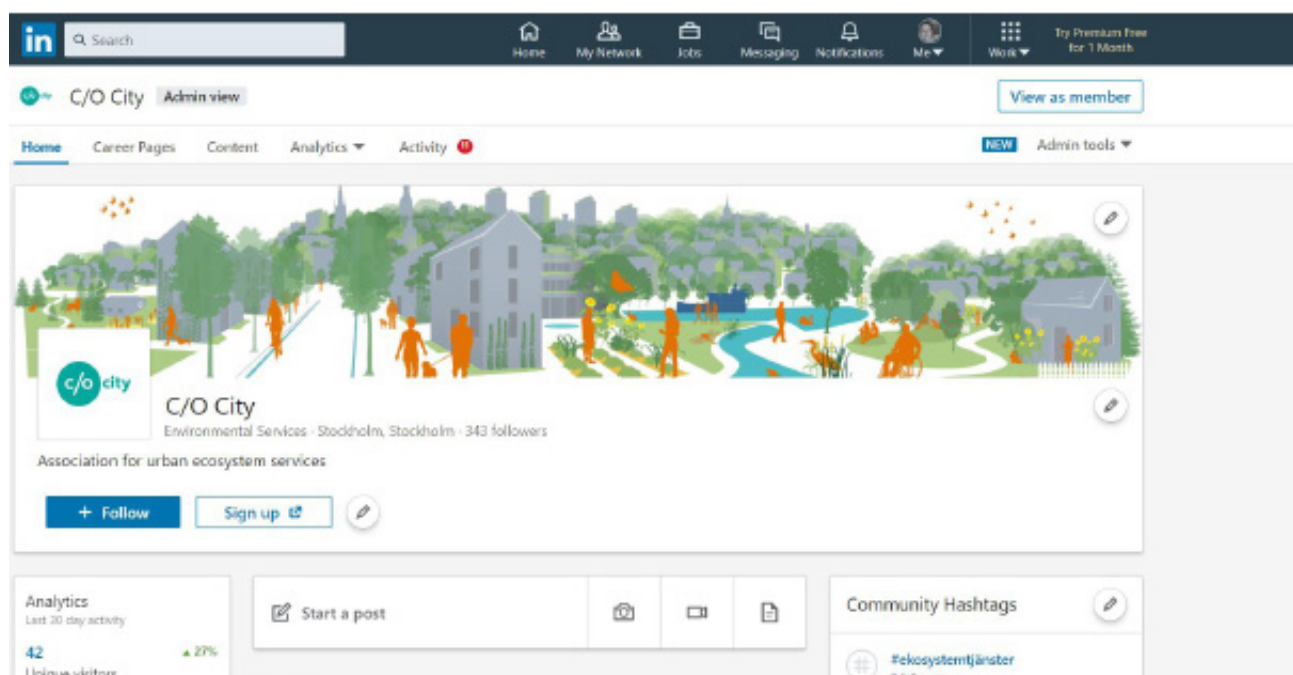 in Search
Home My Network Jobs Messaging Notifications Me Work Try Premium Free
for 1 Month
C/O City Admin view View as member
Home Career Pages Content Analytics Activity NEW Admin tools
c/o city
C/O City
Environmental Services · Stockholm, Stockholm · 343 followers
Association for urban ecosystem services
+ Follow Sign up
Analytics
Last 30 day activity
42 27%
Unique visitors
Start a post
Community Hashtags
#ekosystemtjänster